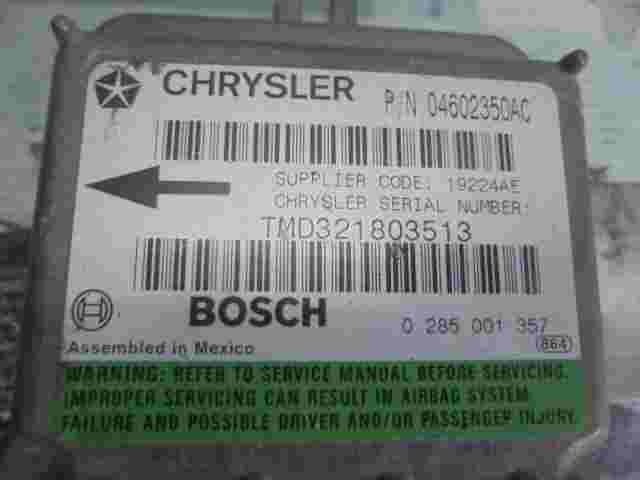 CHRYSLER P/N 04602350AC
SUPPLIER CODE: 19224AE
CHRYSLER SERIAL NUMBER:
TMD321803513
BOSCH 0 285 001 357
Assembled in Mexico 864
WARNING: REFER TO SERVICE MANUAL BEFORE SERVICING.
IMPROPER SERVICING CAN RESULT IN AIRBAG SYSTEM
FAILURE AND POSSIBLE DRIVER AND/OR PASSENGER INJURY.